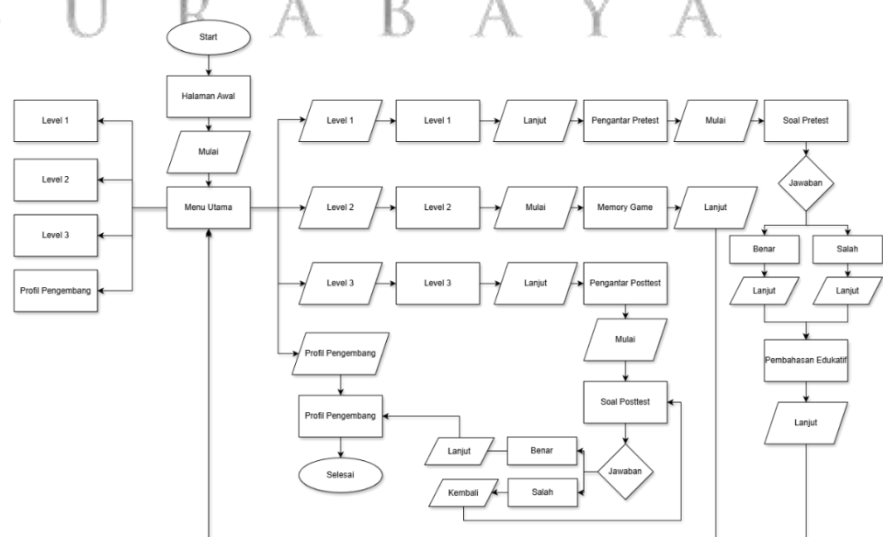 U R A B A Y A
Start
Halaman Awal
Mulai
Menu Utama
Level 1
Level 2
Level 3
Profil Pengembang
Level 1
Level 1
Lanjut
Pengantar Pretest
Mulai
Soal Pretest
Jawaban
Benar
Salah
Lanjut
Lanjut
Pembahasan Edukatif
Lanjut
Level 2
Level 2
Mulai
Memory Game
Lanjut
Level 3
Level 3
Lanjut
Pengantar Posttest
Mulai
Soal Posttest
Jawaban
Benar
Salah
Lanjut
Kembali
Profil Pengembang
Profil Pengembang
Selesai